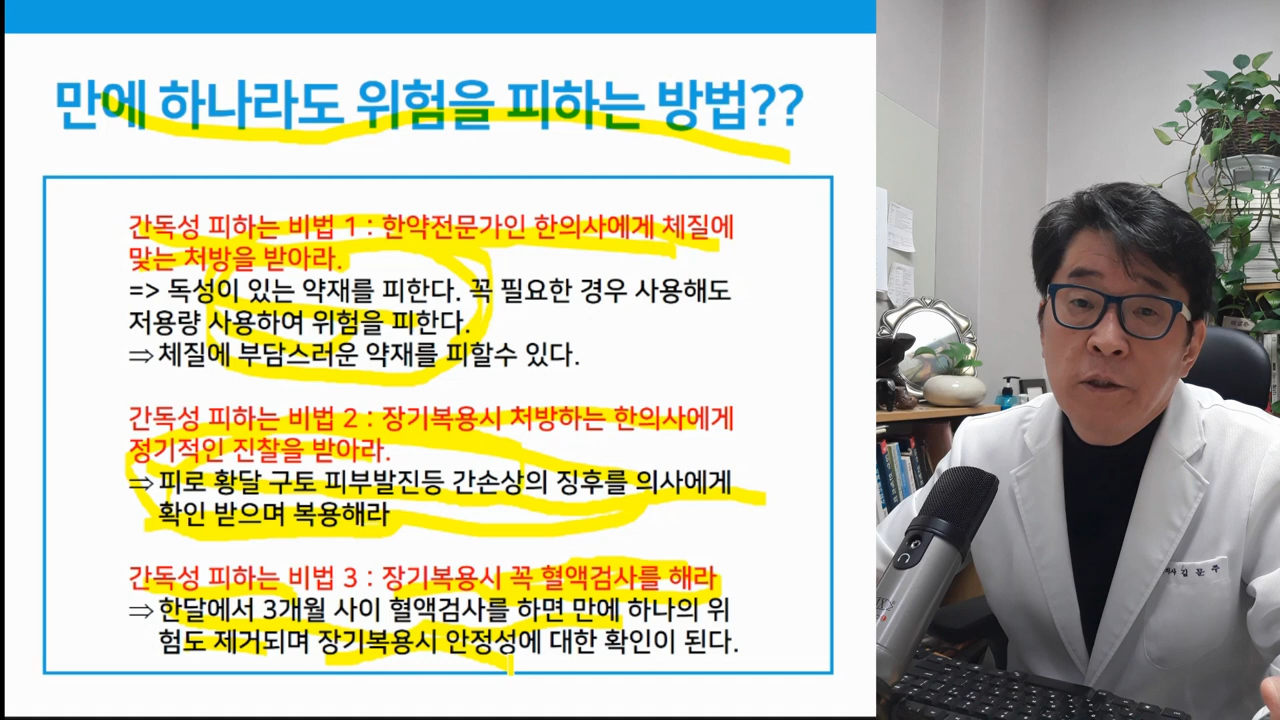 만에 하나라도 위험을 피하는 방법??
간독성 피하는 비법 1 : 한약전문가인 한의사에게 체질에
맞는 처방을 받아라.
=> 독성이 있는 약재를 피한다. 꼭 필요한 경우 사용해도
저용량 사용하여 위험을 피한다.
⇒ 체질에 부담스러운 약재를 피할수 있다.
간독성 피하는 비법 2 : 장기복용시 처방하는 한의사에게
정기적인 진찰을 받아라.
⇒ 피로 황달 구토 피부발진등 간손상의 징후를 의사에게
확인 받으며 복용해라
간독성 피하는 비법 3 : 장기복용시 꼭 혈액검사를 해라
⇒ 한달에서 3개월 사이 혈액검사를 하면 만에 하나의 위
험도 제거되며 장기복용시 안정성에 대한 확인이 된다.
김문주